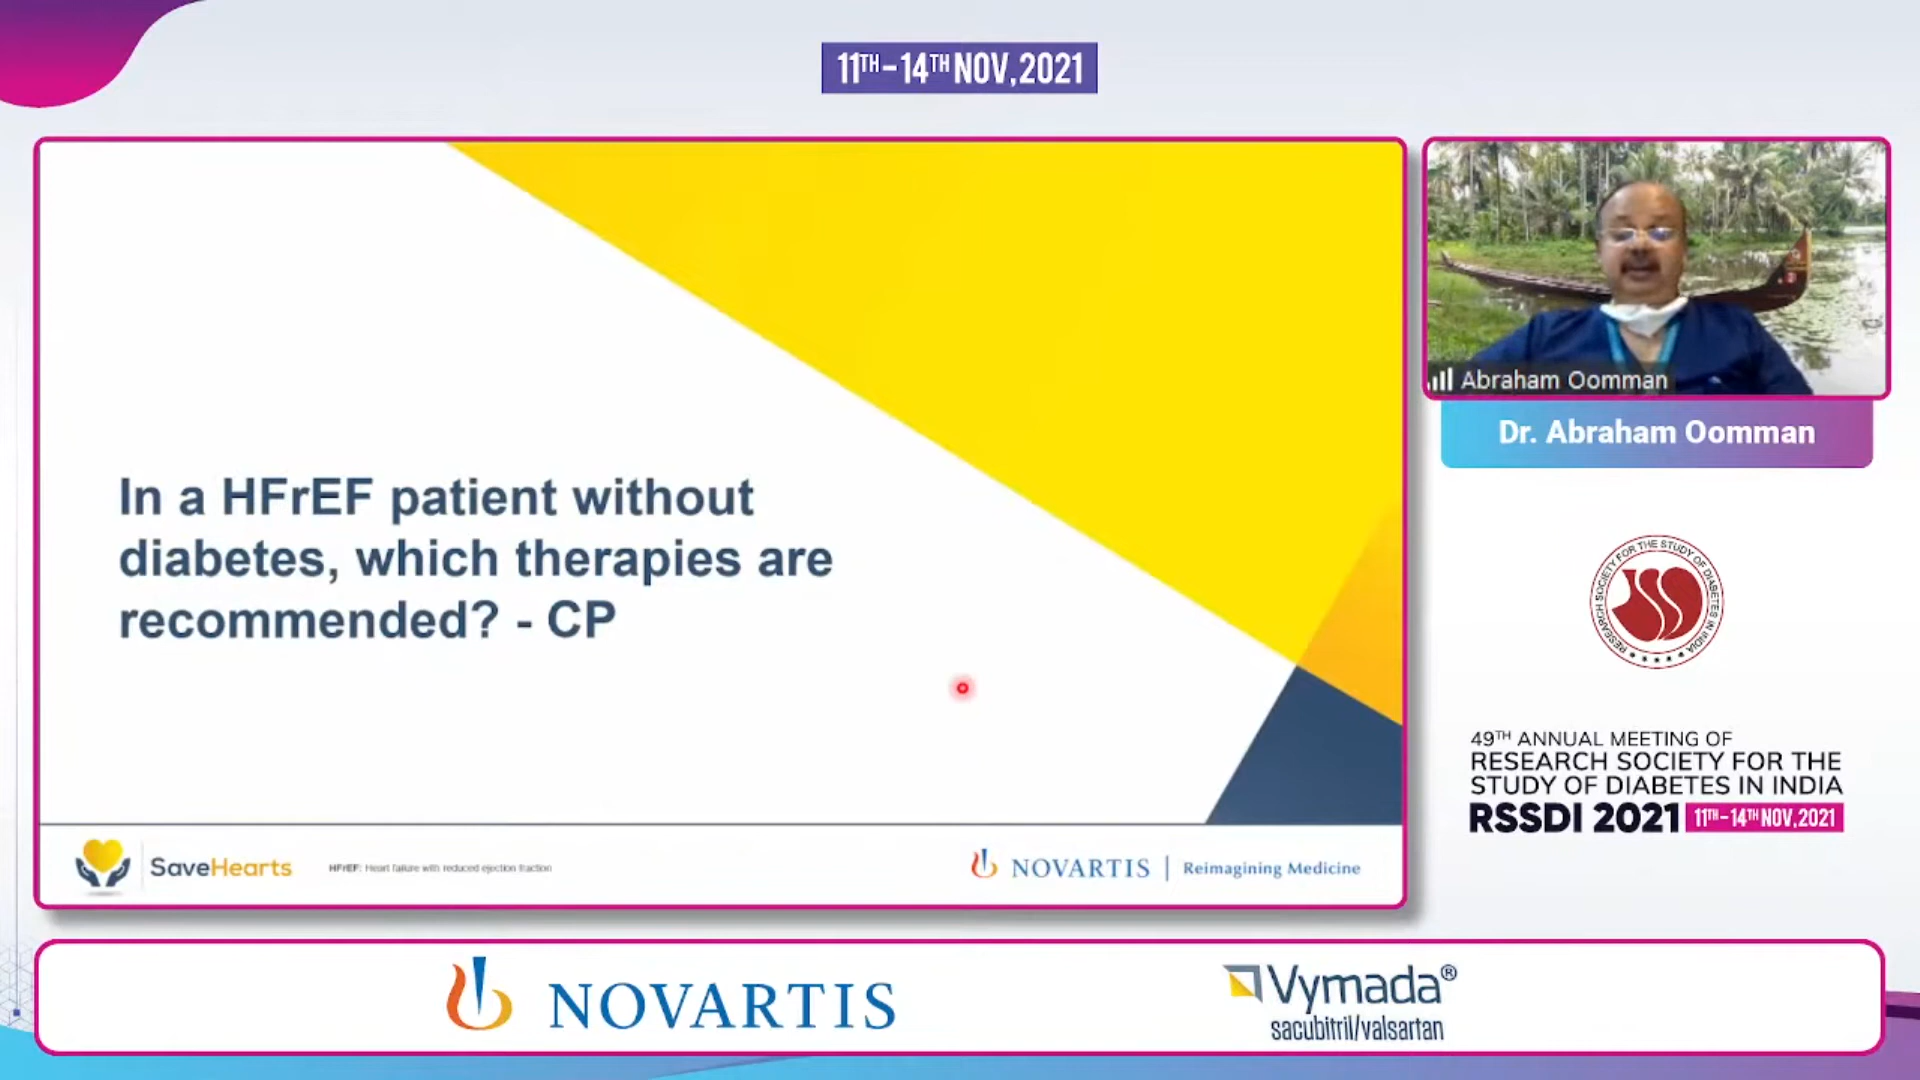 11TH-14TH NOV, 2021
In a HFrEF patient without
diabetes, which therapies are
recommended? - CP
SaveHearts
HFrEF: Heart failure with reduced ejection fraction
NOVARTIS | Reimagining Medicine
Abraham Oomman
Dr. Abraham Oomman
RESEARCH SOCIETY FOR THE STUDY OF DIABETES IN INDIA
49TH ANNUAL MEETING OF
RESEARCH SOCIETY FOR THE
STUDY OF DIABETES IN INDIA
RSSDI 2021 11TH-14TH NOV, 2021
NOVARTIS
Vymada®
sacubitril/valsartan